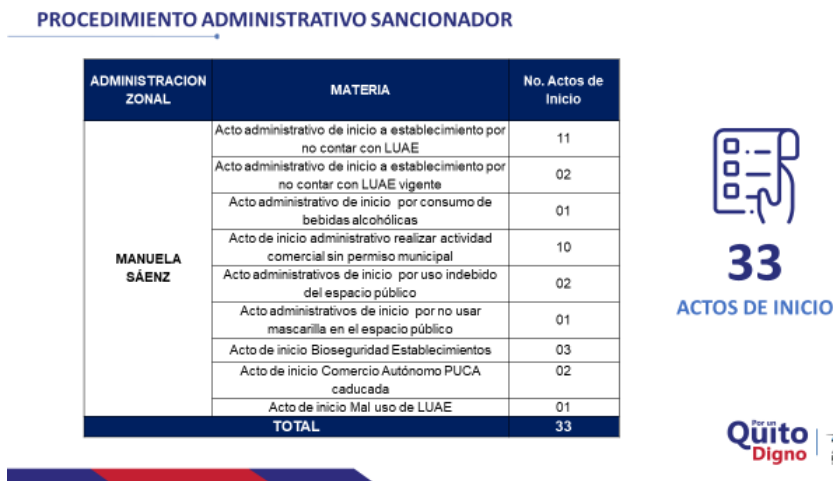 PROCEDIMIENTO ADMINISTRATIVO SANCIONADOR
ADMINISTRACION
ZONAL
MATERIA
No. Actos de
Inicio
MANUELA
SÁENZ
Acto administrativo de inicio a establecimiento por
no contar con LUAE
11
Acto administrativo de inicio a establecimiento por
no contar con LUAE vigente
02
Acto administrativo de inicio por consumo de
bebidas alcohólicas
01
Acto de inicio administrativo realizar actividad
comercial sin permiso municipal
10
Acto administrativos de inicio por uso indebido
del espacio público
02
Acto administrativos de inicio por no usar
mascarilla en el espacio público
01
Acto de inicio Bioseguridad Establecimientos
03
Acto de inicio Comercio Autónomo PUCA
caducada
02
Acto de inicio Mal uso de LUAE
01
TOTAL
33
33
ACTOS DE INICIO
Por un
Quito
Digno